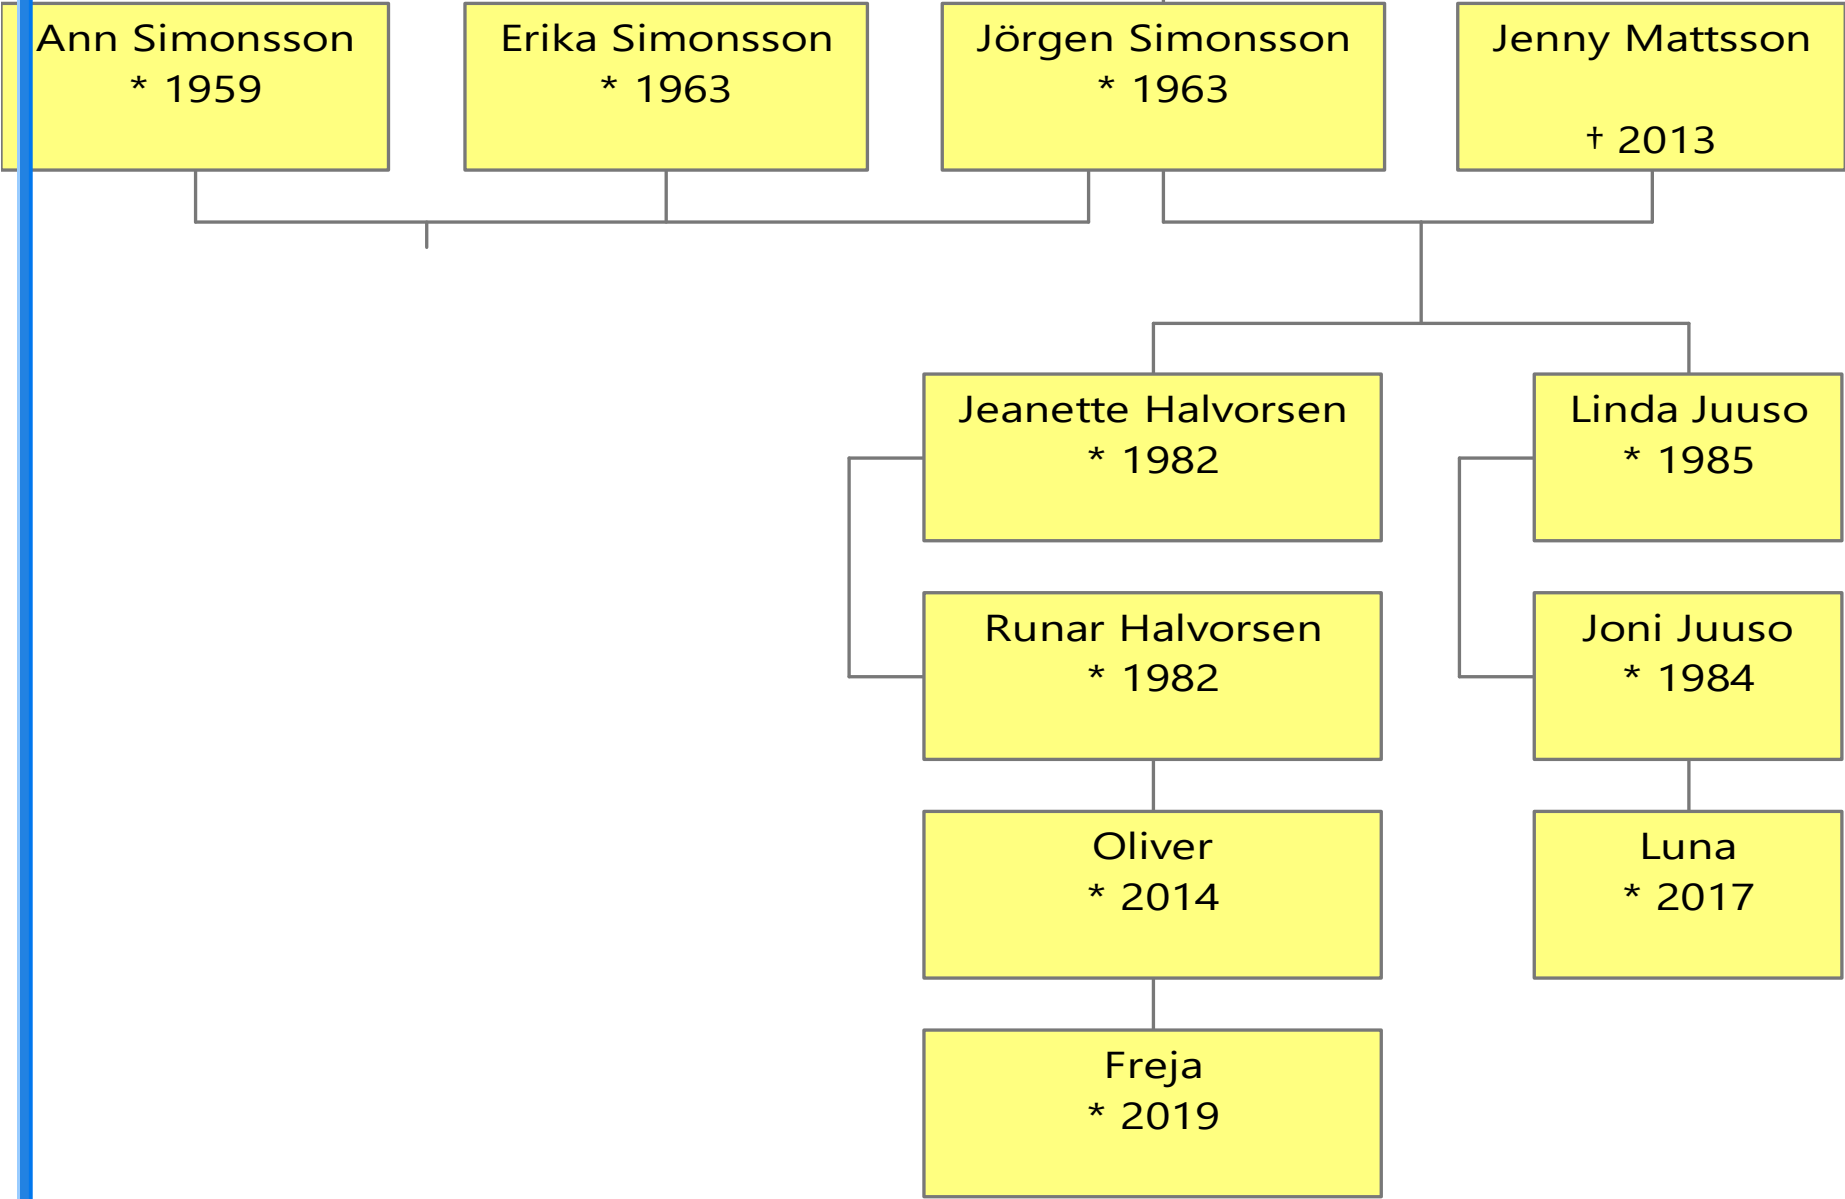 Ann Simonsson
* 1959
Erika Simonsson
* 1963
Jörgen Simonsson
* 1963
Jenny Mattsson
† 2013
Jeanette Halvorsen
* 1982
Linda Juuso
* 1985
Runar Halvorsen
* 1982
Joni Juuso
* 1984
Oliver
* 2014
Luna
* 2017
Freja
* 2019